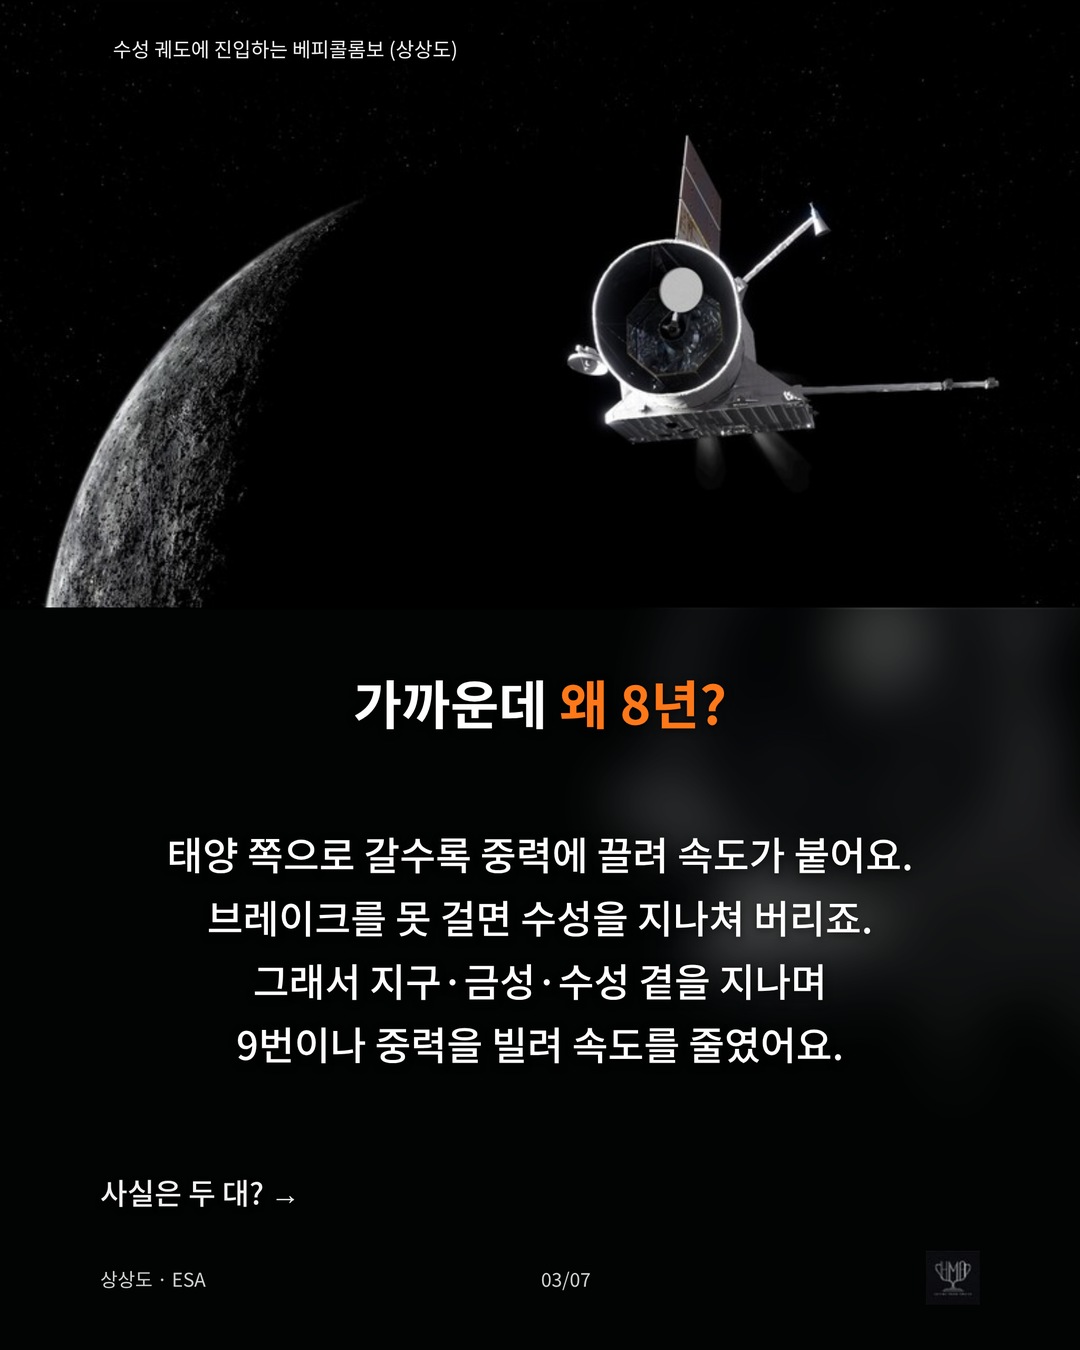 수성 궤도에 진입하는 베피콜롬보 (상상도)
가까운데 왜 8년?
태양 쪽으로 갈수록 중력에 끌려 속도가 붙어요.
브레이크를 못 걸면 수성을 지나쳐 버리죠.
그래서 지구·금성·수성 곁을 지나며
9번이나 중력을 빌려 속도를 줄였어요.
사실은 두 대? →
상상도 · ESA
03/07